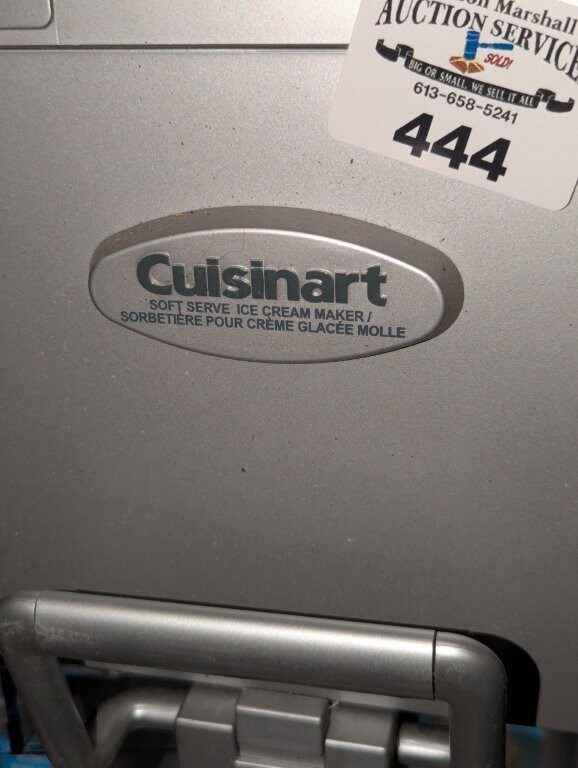 Marshall
AUCTION SERVICE
SOLD!
BIG OR SMALL, WE SELL IT ALL
613-658-5241
444
Cuisinart
SOFT SERVE ICE CREAM MAKER /
SORBETIÈRE POUR CRÈME GLACÉE MOLLE